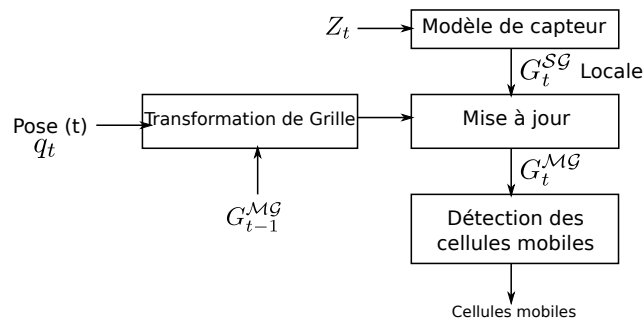 Z_t
Modèle de capteur
G_t^{SG} Locale
Pose (t)
q_t
Transformation de Grille
Mise à jour
G_t^{MG}
G_{t-1}^{MG}
Détection des
cellules mobiles
Cellules mobiles